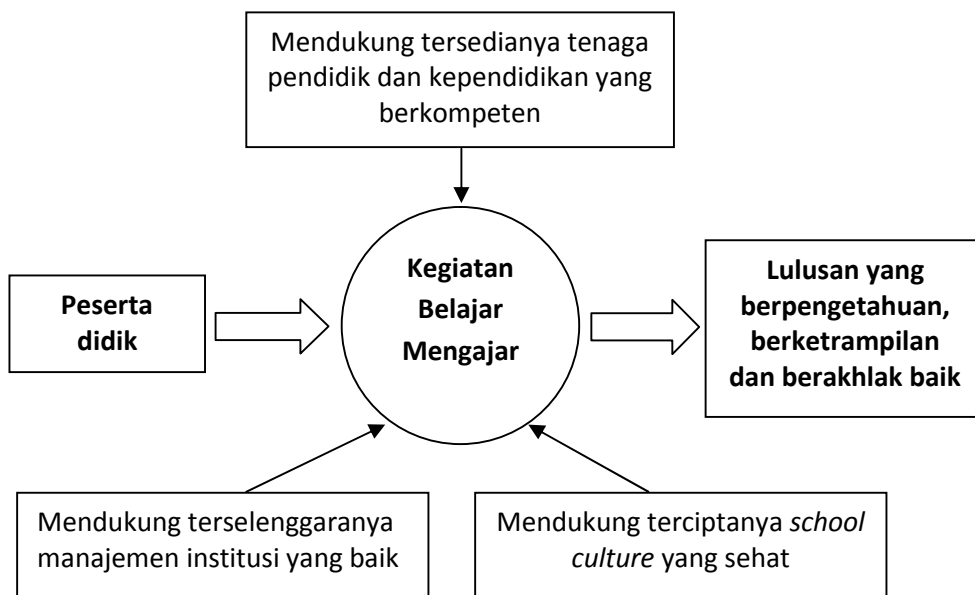 Mendukung tersedianya tenaga
pendidik dan kependidikan yang
berkompeten
Kegiatan
Belajar
Mengajar
Peserta
didik
Lulusan yang
berpengetahuan,
berketrampilan
dan berakhlak baik
Mendukung terselenggaranya
manajemen institusi yang baik
Mendukung terciptanya school
culture yang sehat